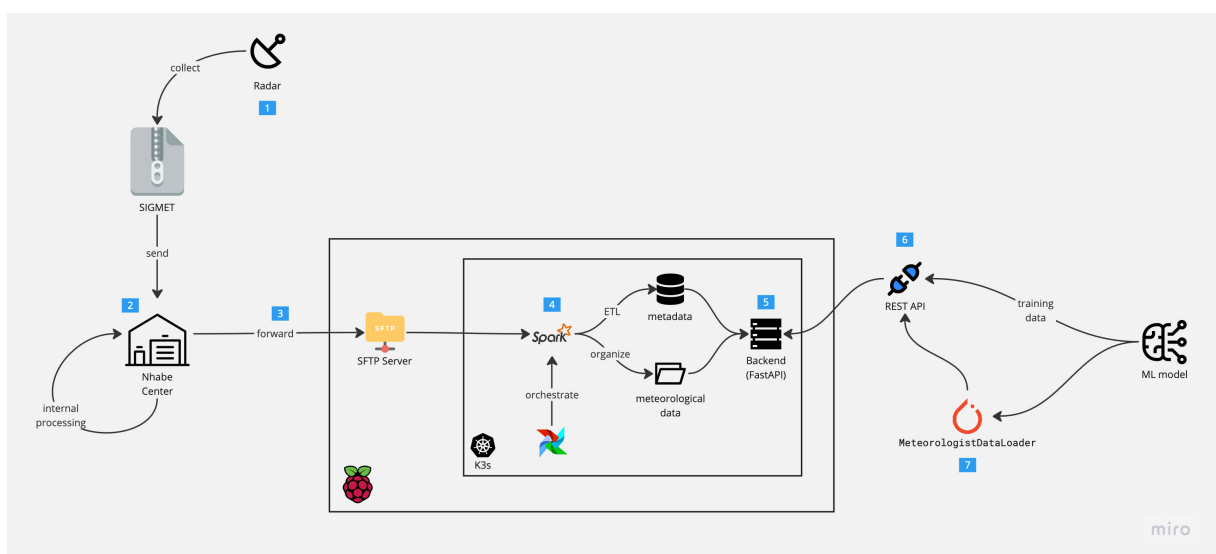 collect
Radar
1
SIGMET
send
2
3
forward
Nhabe
Center
internal
processing
SFTP
SFTP Server
4
Spark
ETL
organize
orchestrate
metadata
meteorological
data
K3s
5
Backend
(FastAPI)
6
REST API
training
data
ML model
MeteorologistDataLoader
7
miro